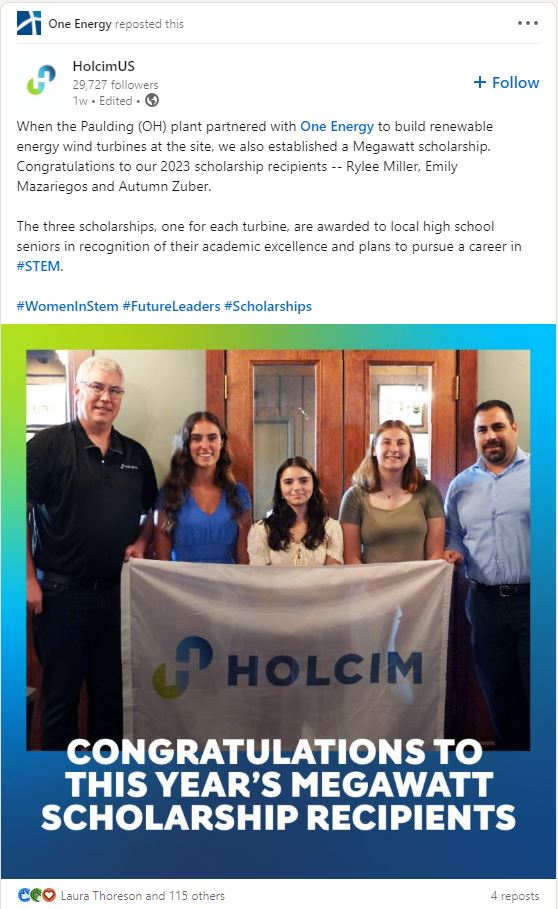 One Energy reposted this
HolcimUS
29,727 followers
1w • Edited •
+ Follow
When the Paulding (OH) plant partnered with One Energy to build renewable
energy wind turbines at the site, we also established a Megawatt scholarship.
Congratulations to our 2023 scholarship recipients -- Rylee Miller, Emily
Mazariegos and Autumn Zuber.
The three scholarships, one for each turbine, are awarded to local high school
seniors in recognition of their academic excellence and plans to pursue a career in
#STEM.
#WomenInStem #FutureLeaders #Scholarships
HOLCIM
HOLCIM
CONGRATULATIONS TO
THIS YEAR'S MEGAWATT
SCHOLARSHIP RECIPIENTS
Laura Thoreson and 115 others
4 reposts